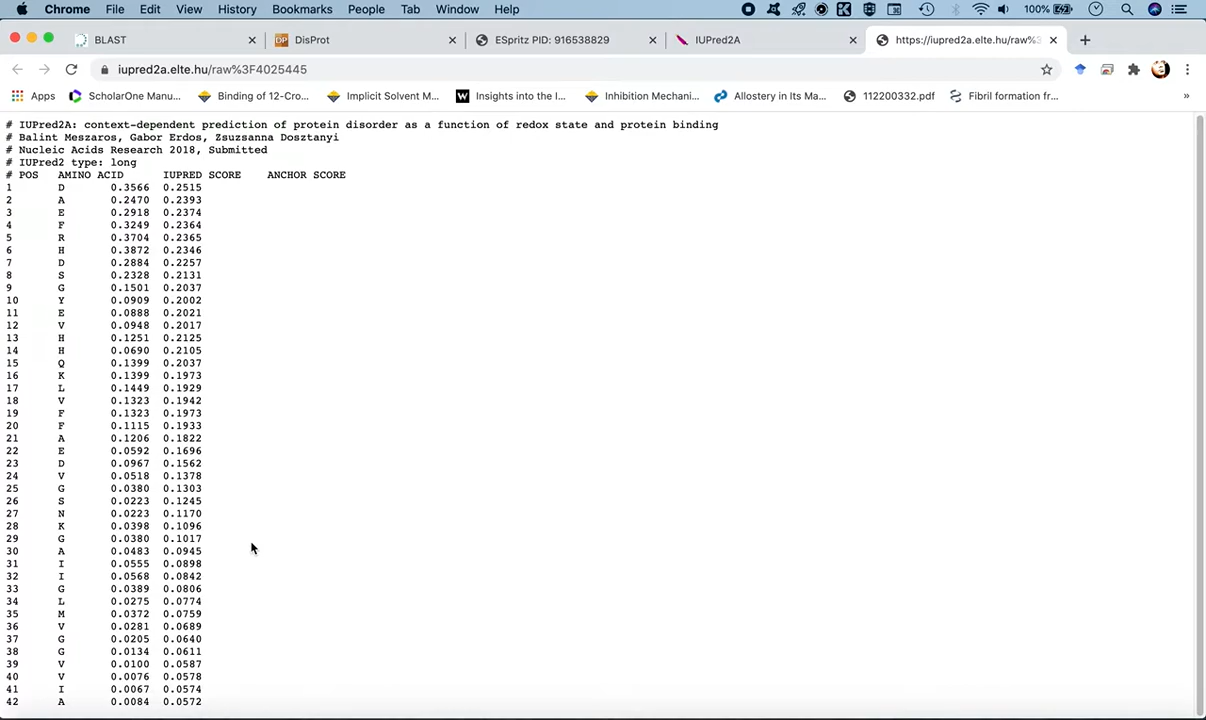 Chrome File Edit View History Bookmarks People Tab Window Help 100%
BLAST DisProt ESpritz PID: 916538829 IUPred2A https://iupred2a.elte.hu/raw%3
iupred2a.elte.hu/raw%3F4025445
Apps ScholarOne Manu... Binding of 12-Cro... Implicit Solvent M... Insights into the I... Inhibition Mechani... Allostery in Its Ma... 112200332.pdf Fibril formation fr... »
# IUPred2A: context-dependent prediction of protein disorder as a function of redox state and protein binding
# Balint Meszaros, Gabor Erdos, Zsuzsanna Dosztanyi
# Nucleic Acids Research 2018, Submitted
# IUPred2 type: long
# POS AMINO ACID IUPRED SCORE ANCHOR SCORE
1 D 0.3566 0.2515
2 A 0.2470 0.2393
3 E 0.2918 0.2374
4 F 0.3249 0.2364
5 R 0.3704 0.2365
6 H 0.3872 0.2346
7 D 0.2884 0.2257
8 S 0.2328 0.2131
9 G 0.1501 0.2037
10 Y 0.0909 0.2002
11 E 0.0888 0.2021
12 V 0.0948 0.2017
13 H 0.1251 0.2125
14 H 0.0690 0.2105
15 Q 0.1399 0.2037
16 K 0.1399 0.1973
17 L 0.1449 0.1929
18 V 0.1323 0.1942
19 F 0.1323 0.1973
20 F 0.1115 0.1933
21 A 0.1206 0.1822
22 E 0.0592 0.1696
23 D 0.0967 0.1562
24 V 0.0518 0.1378
25 G 0.0380 0.1303
26 S 0.0223 0.1245
27 N 0.0223 0.1170
28 K 0.0398 0.1096
29 G 0.0380 0.1017
30 A 0.0483 0.0945
31 I 0.0555 0.0898
32 I 0.0568 0.0842
33 G 0.0389 0.0806
34 L 0.0275 0.0774
35 M 0.0372 0.0759
36 V 0.0281 0.0689
37 G 0.0205 0.0640
38 G 0.0134 0.0611
39 V 0.0100 0.0587
40 V 0.0076 0.0578
41 I 0.0067 0.0574
42 A 0.0084 0.0572